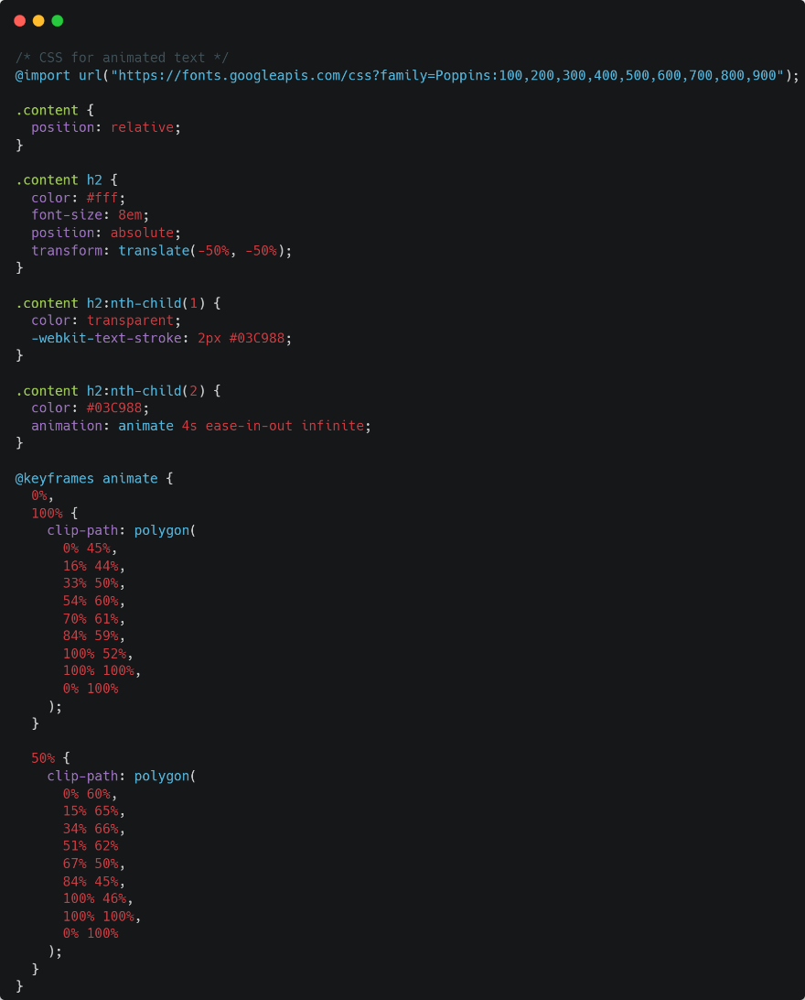 /* CSS for animated text */
@import url("https://fonts.googleapis.com/css?family=Poppins:100,200,300,400,500,600,700,800,900");

.content {
  position: relative;
}

.content h2 {
  color: #fff;
  font-size: 8em;
  position: absolute;
  transform: translate(-50%, -50%);
}

.content h2:nth-child(1) {
  color: transparent;
  -webkit-text-stroke: 2px #03C988;
}

.content h2:nth-child(2) {
  color: #03C988;
  animation: animate 4s ease-in-out infinite;
}

@keyframes animate {
  0%,
  100% {
    clip-path: polygon(
      0% 45%,
      16% 44%,
      33% 50%,
      54% 60%,
      70% 61%,
      84% 59%,
      100% 52%,
      100% 100%,
      0% 100%
    );
  }

  50% {
    clip-path: polygon(
      0% 60%,
      15% 65%,
      34% 66%,
      51% 62%
      67% 50%,
      84% 45%,
      100% 46%,
      100% 100%,
      0% 100%
    );
  }
}